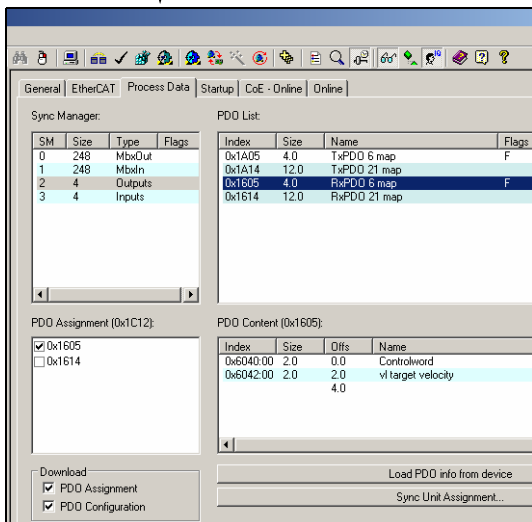 General EtherCAT Process Data Startup CoE - Online Online
Sync Manager:
SM Size Type Flags
0 248 MbxOut
1 248 MbxIn
2 4 Outputs
3 4 Inputs
PDO List:
Index Size Name Flags
0x1A05 4.0 TxPDO 6 map F
0x1A14 12.0 TxPDO 21 map
0x1605 4.0 RxPDO 6 map F
0x1614 12.0 RxPDO 21 map
PDO Assignment (0x1C12):
0x1605
0x1614
PDO Content (0x1605):
Index Size Offs Name
0x6040:00 2.0 0.0 Controlword
0x6042:00 2.0 2.0 vl target velocity
4.0
Download
PDO Assignment
PDO Configuration
Load PDO info from device
Sync Unit Assignment...